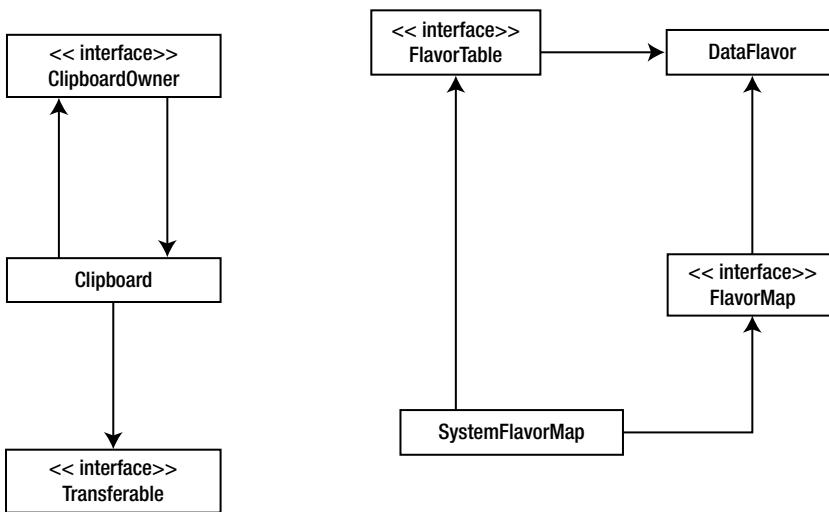 << interface>>
ClipboardOwner
Clipboard
<< interface>>
Transferable
<< interface>>
FlavorTable
DataFlavor
<< interface>>
FlavorMap
SystemFlavorMap